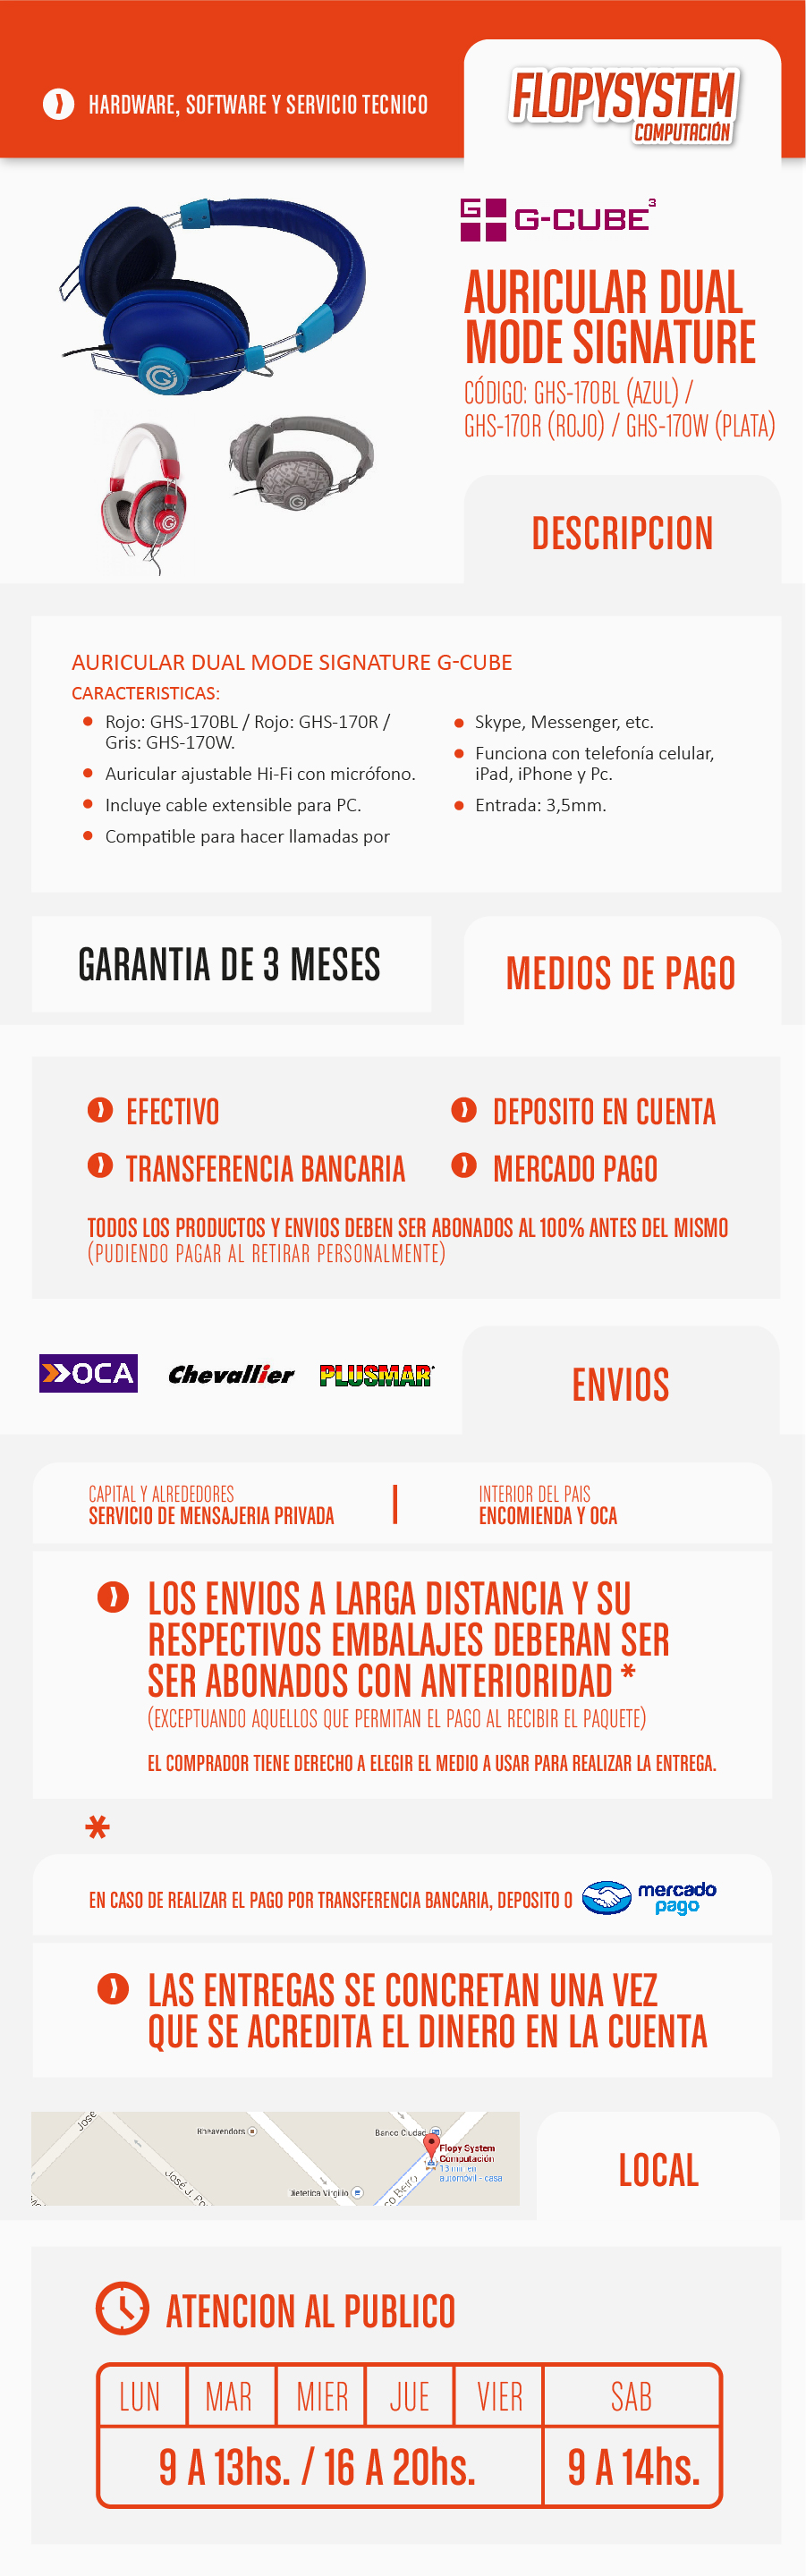 HARDWARE, SOFTWARE Y SERVICIO TECNICO
FLOPYSYSTEM
COMPUTACIÓN
G-CUBE³
AURICULAR DUAL
MODE SIGNATURE
CÓDIGO: GHS-170BL (AZUL) /
GHS-170R (ROJO) / GHS-170W (PLATA)
DESCRIPCION
AURICULAR DUAL MODE SIGNATURE G-CUBE
CARACTERISTICAS:
Rojo: GHS-170BL / Rojo: GHS-170R /
Gris: GHS-170W.
Auricular ajustable Hi-Fi con micrófono.
Incluye cable extensible para PC.
Compatible para hacer llamadas por
Skype, Messenger, etc.
Funciona con telefonía celular,
iPad, iPhone y Pc.
Entrada: 3,5mm.
GARANTIA DE 3 MESES
MEDIOS DE PAGO
EFECTIVO
DEPOSITO EN CUENTA
TRANSFERENCIA BANCARIA
MERCADO PAGO
TODOS LOS PRODUCTOS Y ENVIOS DEBEN SER ABONADOS AL 100% ANTES DEL MISMO
(PUDIENDO PAGAR AL RETIRAR PERSONALMENTE)
OCA
Chevallier
PLUSMAR
ENVIOS
CAPITAL Y ALREDEDORES
SERVICIO DE MENSAJERIA PRIVADA
INTERIOR DEL PAIS
ENCOMIENDA Y OCA
LOS ENVIOS A LARGA DISTANCIA Y SU
RESPECTIVOS EMBALAJES DEBERAN SER
SER ABONADOS CON ANTERIORIDAD *
(EXCEPTUANDO AQUELLOS QUE PERMITAN EL PAGO AL RECIBIR EL PAQUETE)
EL COMPRADOR TIENE DERECHO A ELEGIR EL MEDIO A USAR PARA REALIZAR LA ENTREGA.
*
EN CASO DE REALIZAR EL PAGO POR TRANSFERENCIA BANCARIA, DEPOSITO O
mercado
pago
LAS ENTREGAS SE CONCRETAN UNA VEZ
QUE SE ACREDITA EL DINERO EN LA CUENTA
José
José J. Po
Banco Ciudad
Flopy System
Computación
13 min en
automóvil - casa
Dietetica Virgilio
LOCAL
ATENCION AL PUBLICO
LUN MAR MIER JUE VIER SAB
9 A 13hs. / 16 A 20hs. 9 A 14hs.